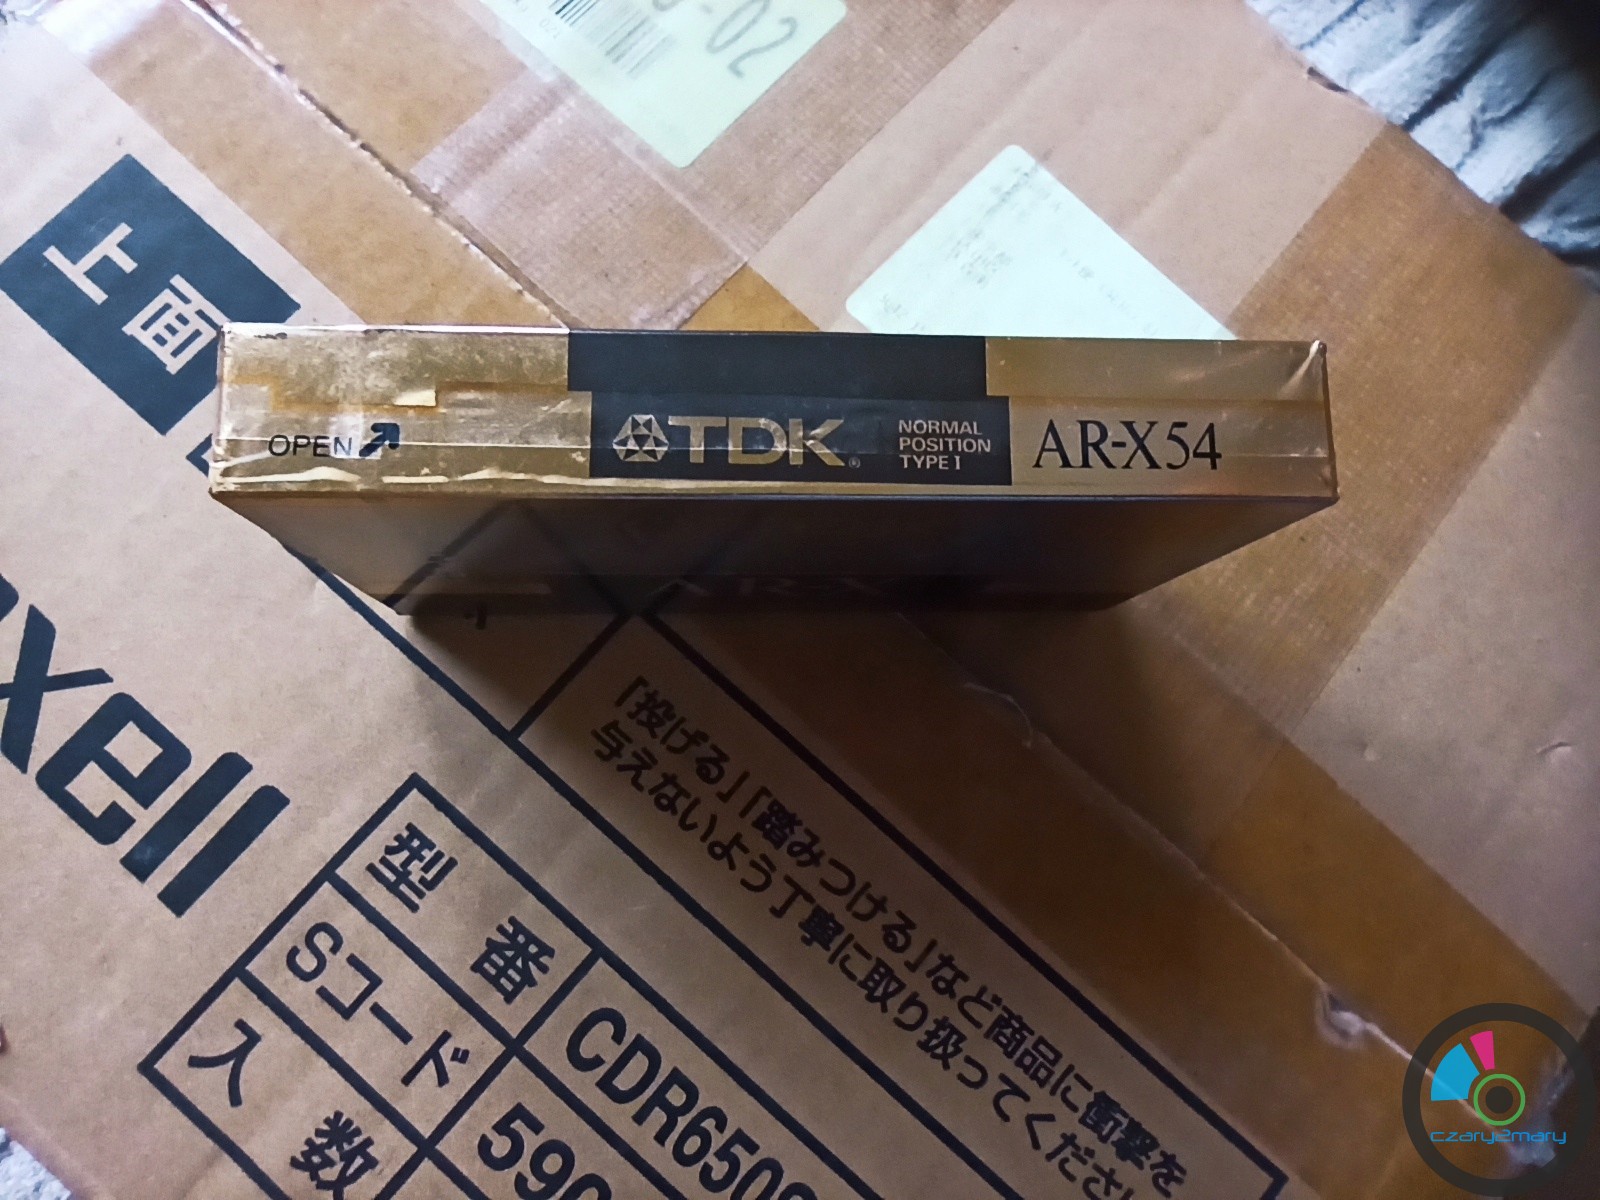 -02
上面
OPEN
TDK®
NORMAL
POSITION
TYPE I
AR-X54
xell
「投げる」「踏みつける」など商品に衝撃を
与えないよう丁寧に取り扱ってくださ
型番
CDR650
Sコード
590
入数
czary2mary